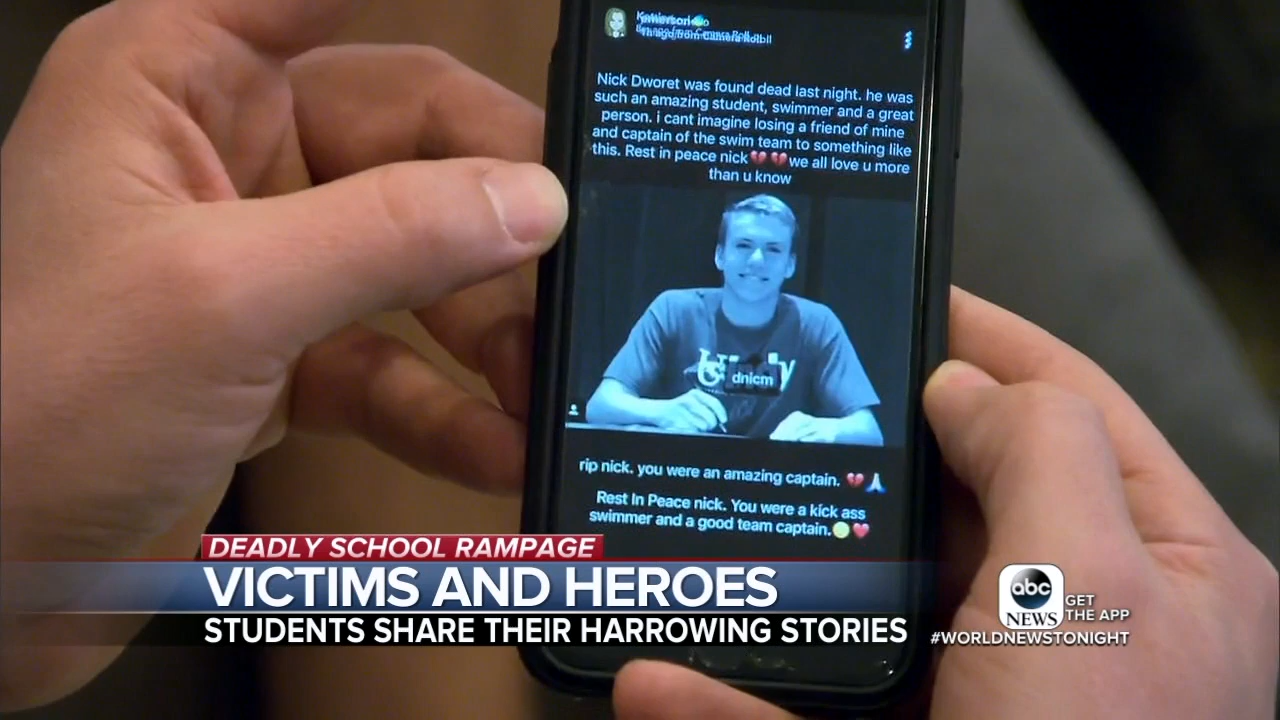 Nick Dworet was found dead last night. he was
such an amazing student, swimmer and a great
person. i cant imagine losing a friend of mine
and captain of the swim team to something like
this. Rest in peace nick💔💔we all love u more
than u know
dnicm
rip nick. you were an amazing captain. 💔🙏
Rest In Peace nick. You were a kick ass
swimmer and a good team captain.
DEADLY SCHOOL RAMPAGE
VICTIMS AND HEROES
STUDENTS SHARE THEIR HARROWING STORIES
abc
NEWS
GET
THE APP
#WORLDNEWSTONIGHT